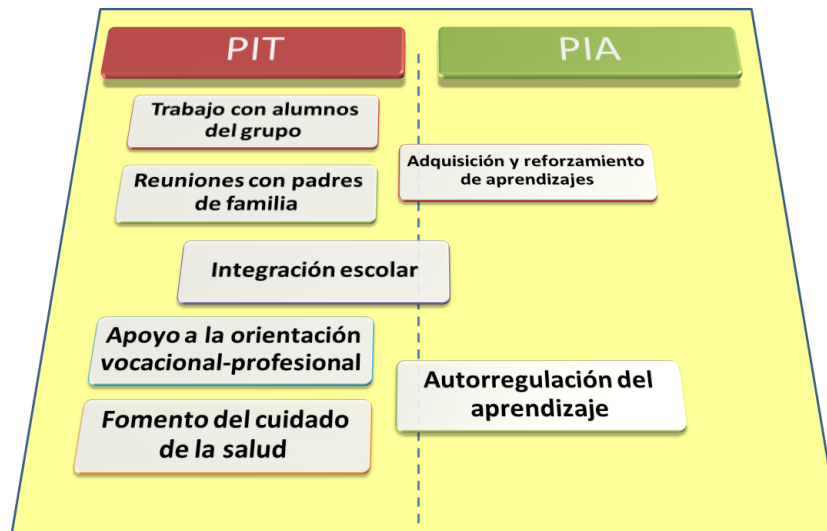 PIT
PIA
Trabajo con alumnos
del grupo
Adquisición y reforzamiento
de aprendizajes
Reuniones con padres
de familia
Integración escolar
Apoyo a la orientación
vocacional-profesional
Autorregulación del
aprendizaje
Fomento del cuidado
de la salud